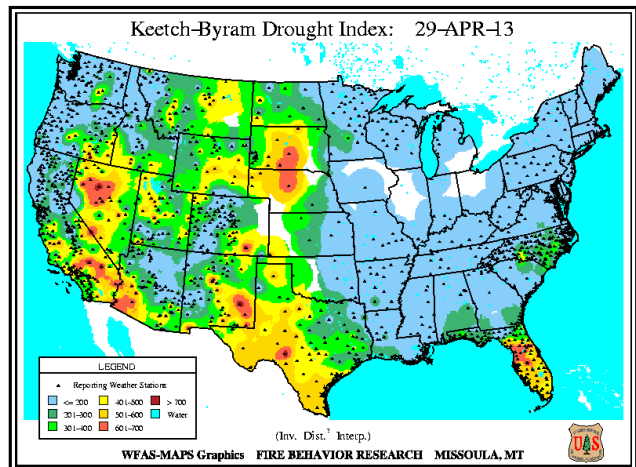 Keetch-Byram Drought Index: 29-APR-13
LEGEND
Reporting Weather Stations
<= 200 401-500 > 700
201-300 501-600 Water
301-400 601-700
(Inv. Dist.² Interp.)
WFAS-MAPS Graphics FIRE BEHAVIOR RESEARCH MISSOULA, MT
UAS